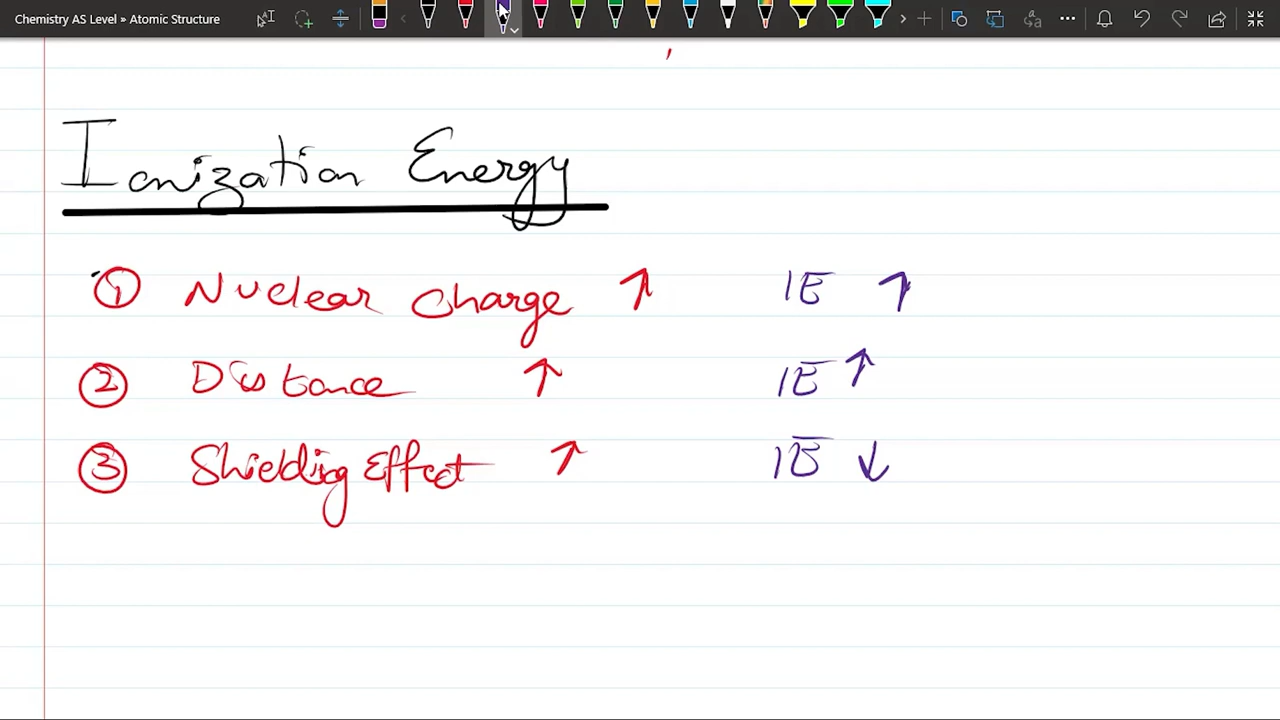 Chemistry AS Level » Atomic Structure
Ionization Energy
① Nuclear Charge ↑ IE ↑
② Distance ↑ IE ↑
③ Shielding Effect ↑ IE ↓